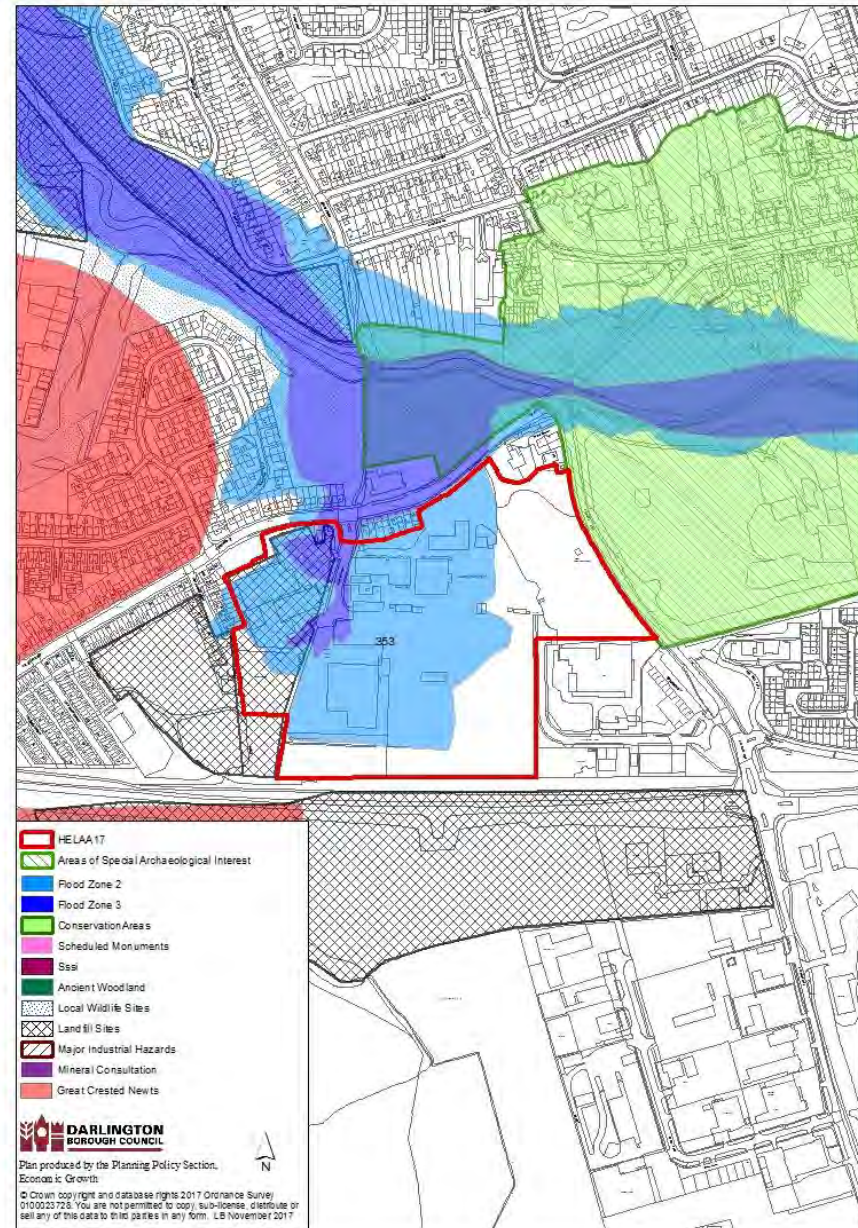 353
HELAA17
Areas of Special Archaeological Interest
Flood Zone 2
Flood Zone 3
Conservation Areas
Scheduled Monuments
Sssi
Ancient Woodland
Local Wildlife Sites
Landfill Sites
Major Industrial Hazards
Mineral Consultation
Great Crested Newts
DARLINGTON
BOROUGH COUNCIL
N
Plan produced by the Planning Policy Section,
Economic Growth
© Crown copyright and database rights 2017 Ordnance Survey
0100023728. You are not permitted to copy, sub-license, distribute or
sell any of this data to third parties in any form. LB November 2017